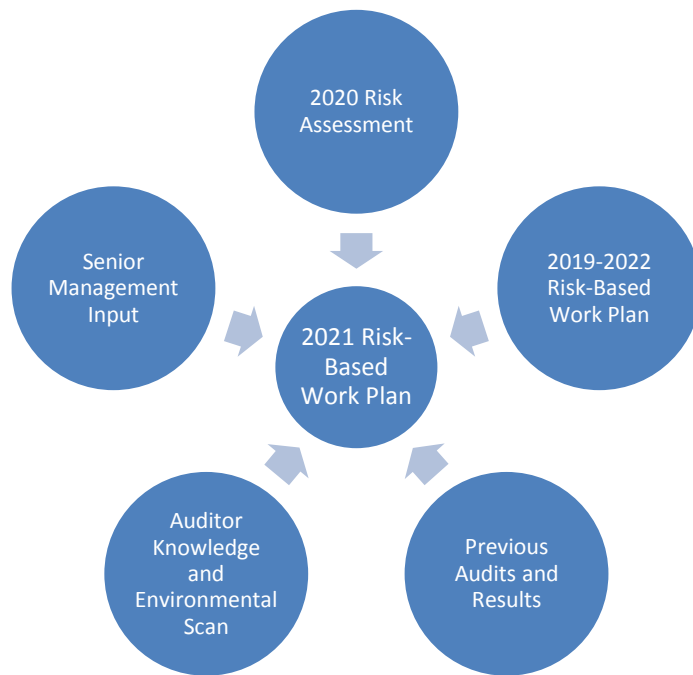 2020 Risk
Assessment
Senior
Management
Input
2019-2022
Risk-Based
Work Plan
2021 Risk-
Based
Work Plan
Auditor
Knowledge
and
Environmental
Scan
Previous
Audits and
Results